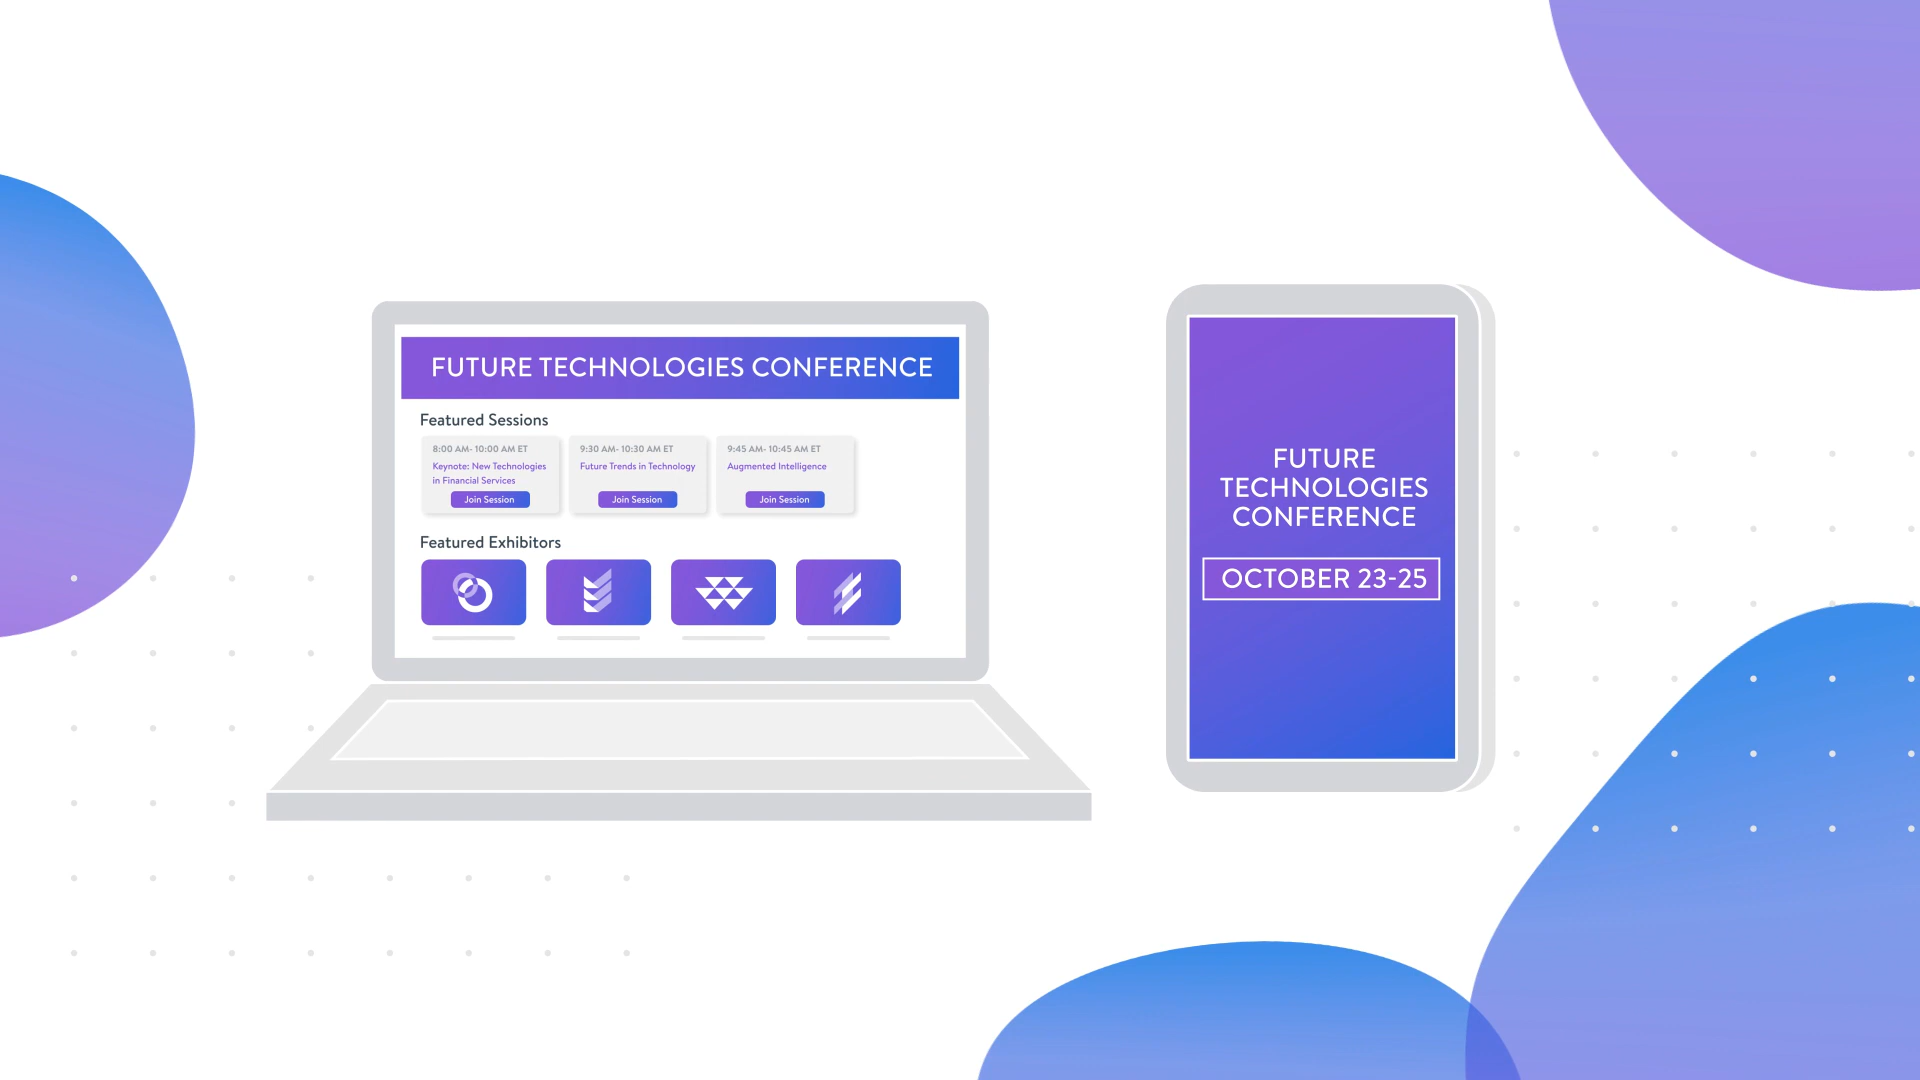 FUTURE TECHNOLOGIES CONFERENCE
Featured Sessions
8:00 AM- 10:00 AM ET
Keynote: New Technologies
in Financial Services
Join Session
9:30 AM- 10:30 AM ET
Future Trends in Technology
Join Session
9:45 AM- 10:45 AM ET
Augmented Intelligence
Join Session
Featured Exhibitors
FUTURE
TECHNOLOGIES
CONFERENCE
OCTOBER 23-25